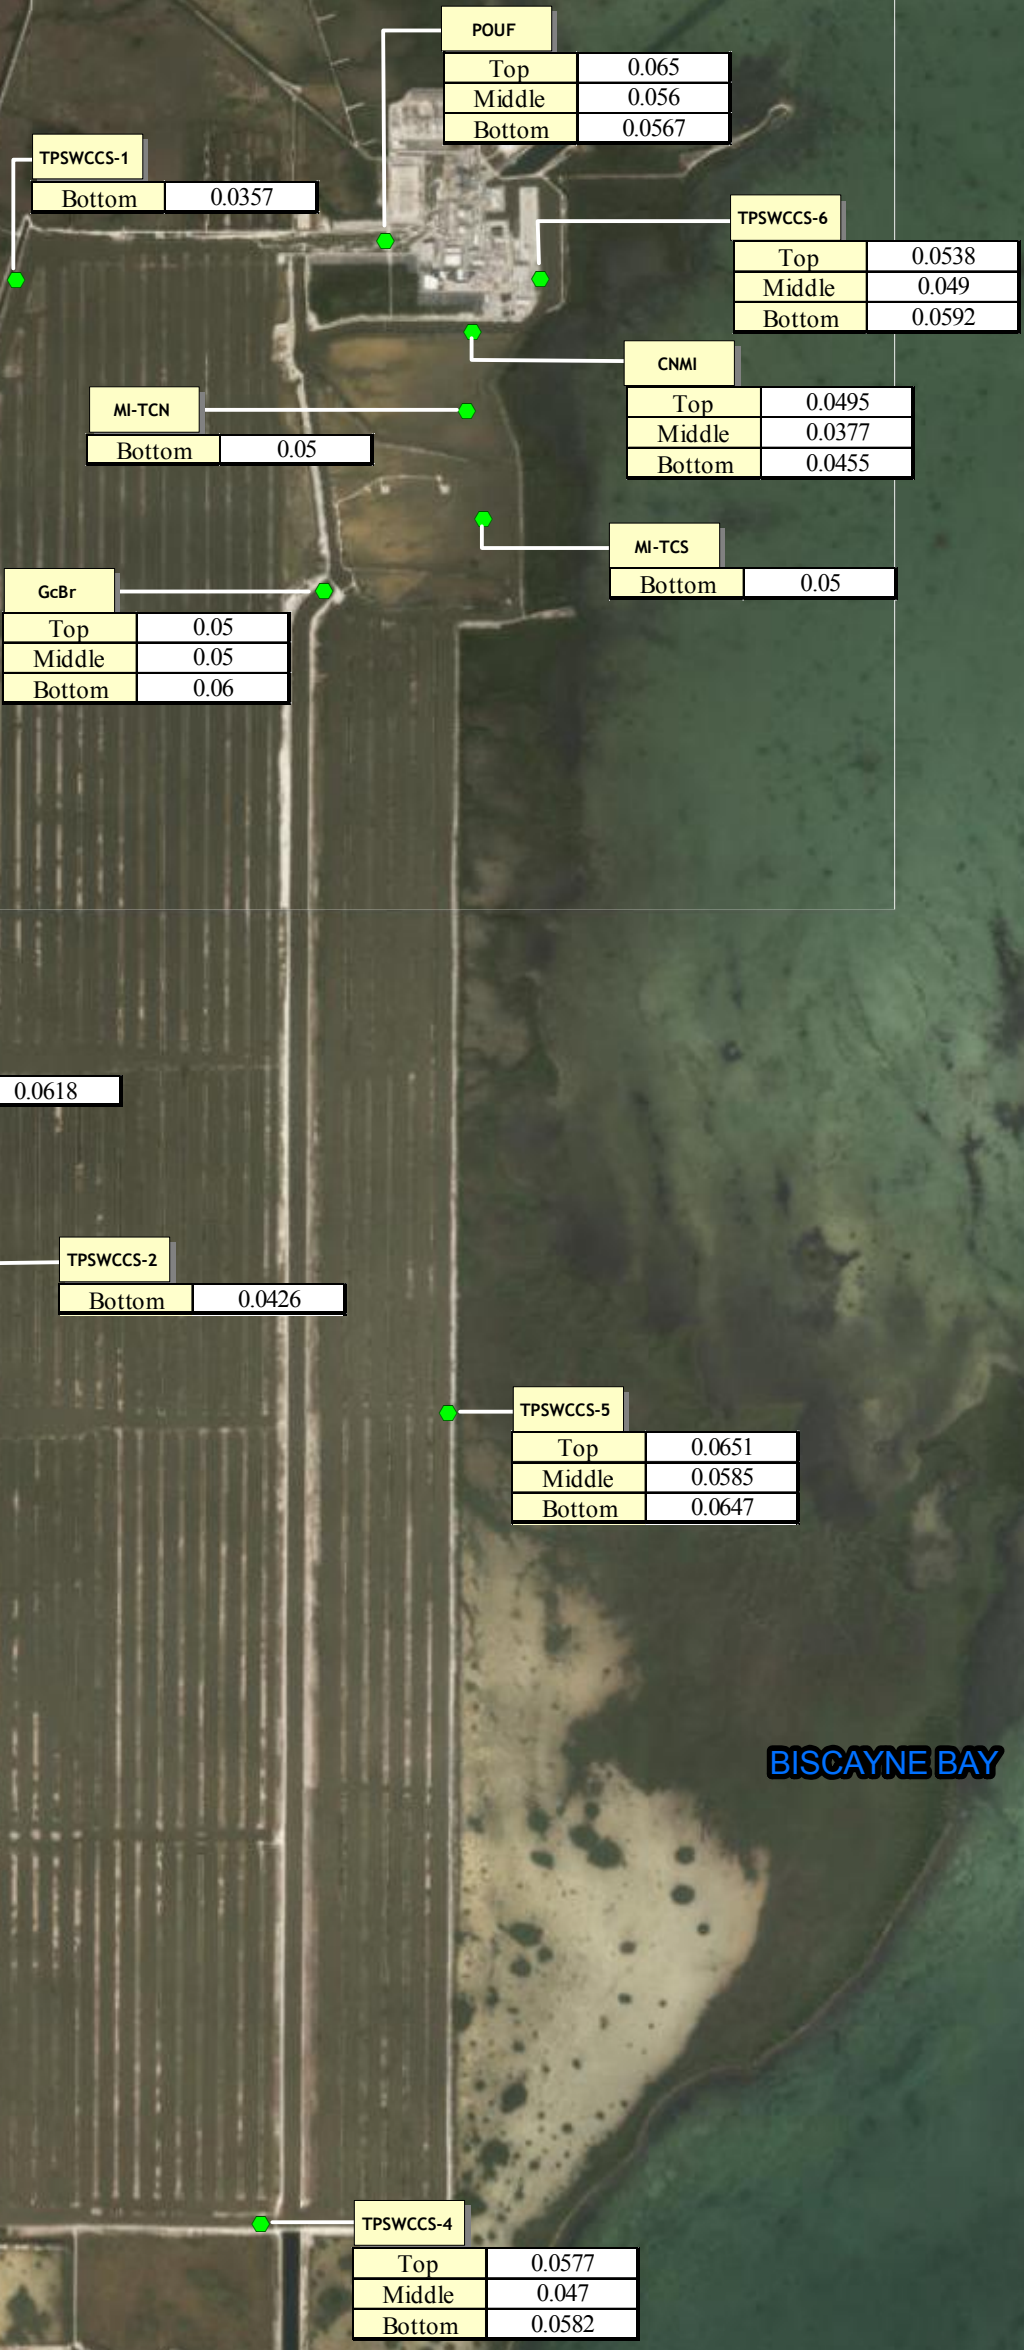 POUF
Top 0.065
Middle 0.056
Bottom 0.0567
TPSWCCS-1
Bottom 0.0357
TPSWCCS-6
Top 0.0538
Middle 0.049
Bottom 0.0592
CNMI
Top 0.0495
Middle 0.0377
Bottom 0.0455
MI-TCN
Bottom 0.05
MI-TCS
Bottom 0.05
GcBr
Top 0.05
Middle 0.05
Bottom 0.06
0.0618
TPSWCCS-2
Bottom 0.0426
TPSWCCS-5
Top 0.0651
Middle 0.0585
Bottom 0.0647
BISCAYNE BAY
TPSWCCS-4
Top 0.0577
Middle 0.047
Bottom 0.0582